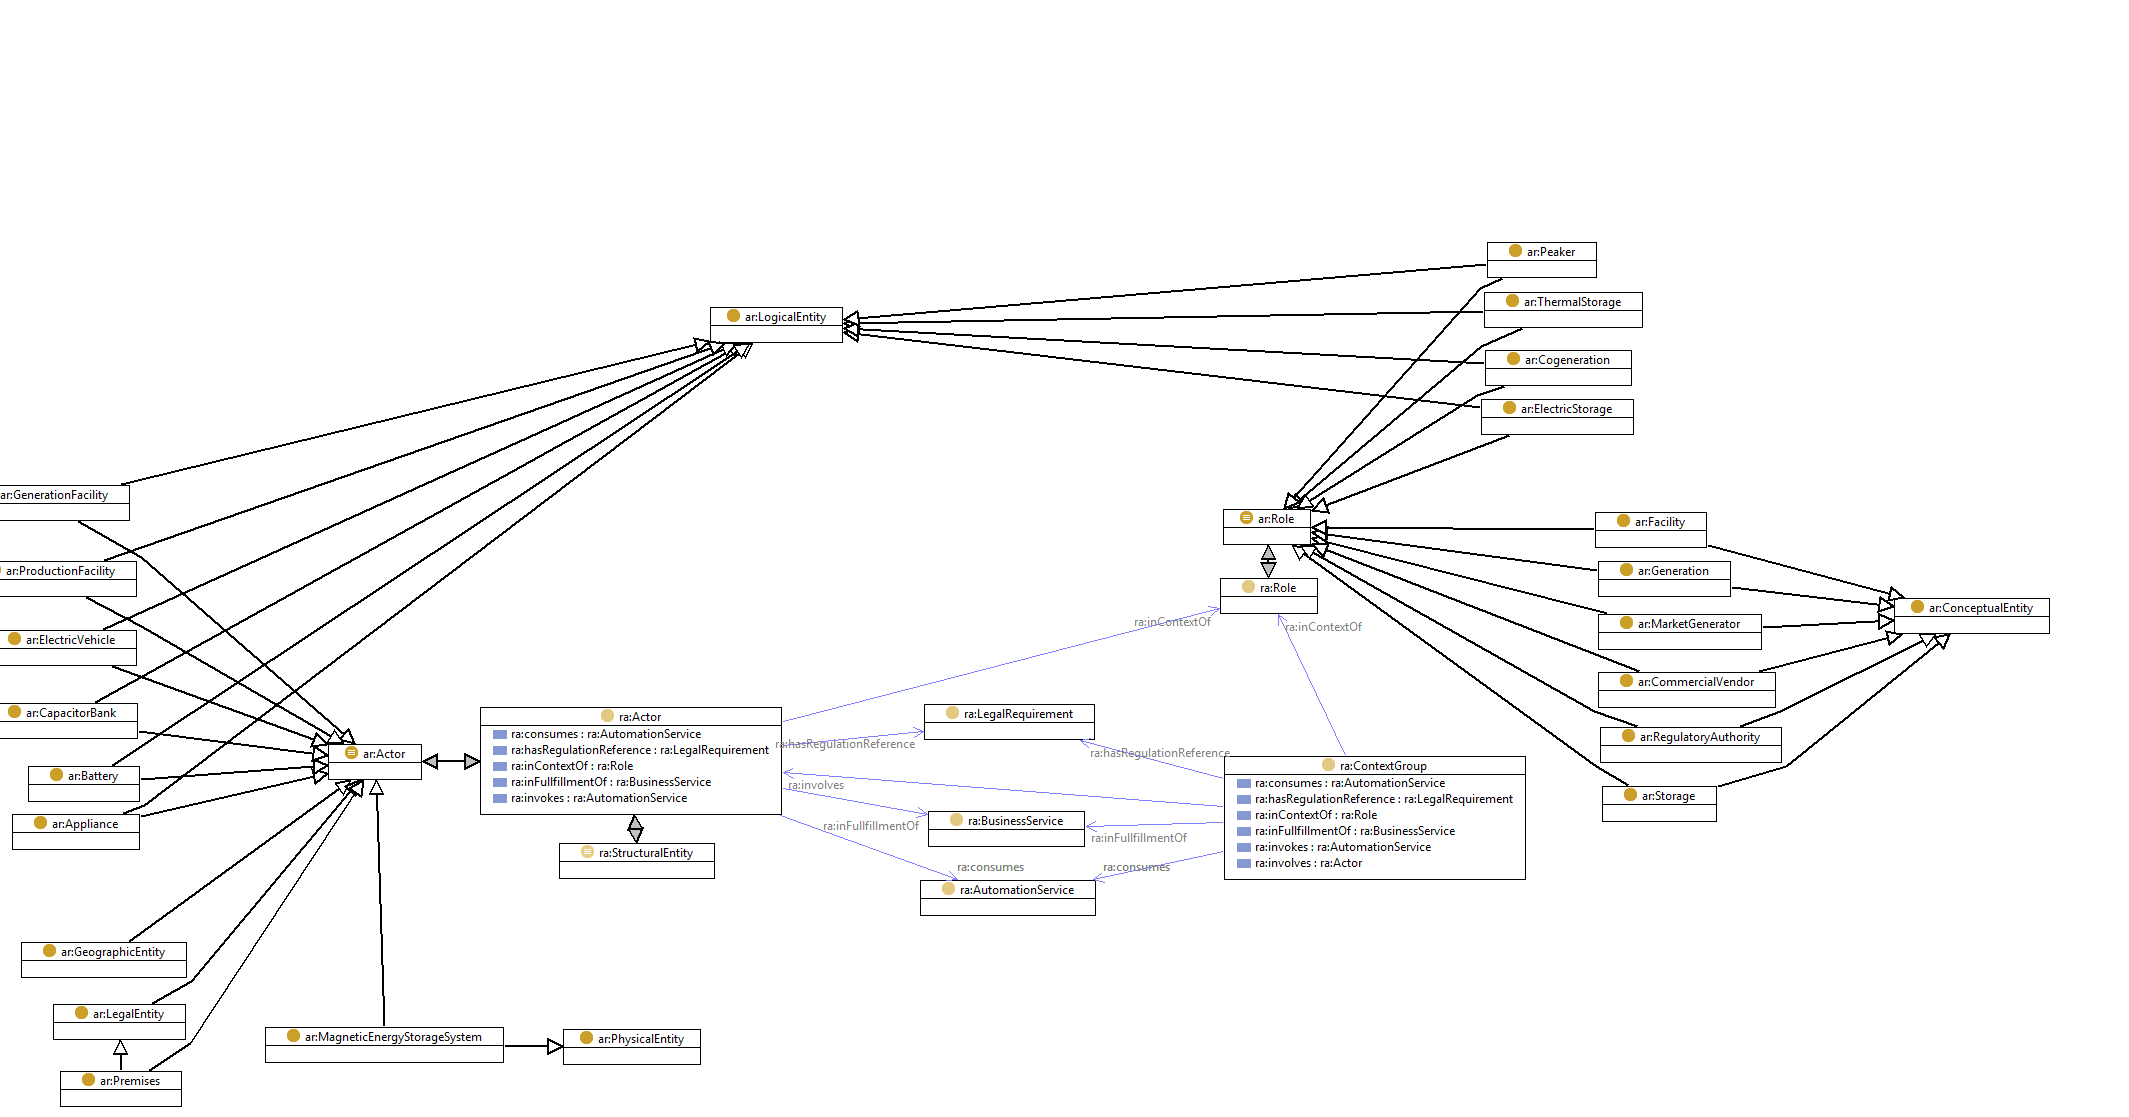 ar:Peaker
ar:ThermalStorage
ar:LogicalEntity
ar:Cogeneration
ar:ElectricStorage
ar:GenerationFacility
ar:Role
ar:Facility
ar:ProductionFacility
ar:Generation
ra:Role
ar:ConceptualEntity
ra:inContextOf
ra:inContextOf
ar:MarketGenerator
ar:ElectricVehicle
ar:CommercialVendor
ar:CapacitorBank
ra:Actor
ra:consumes : ra:AutomationService
ra:hasRegulationReference : ra:LegalRequirement
ra:inContextOf : ra:Role
ra:inFullfillmentOf : ra:BusinessService
ra:invokes : ra:AutomationService
ra:LegalRequirement
ra:hasRegulationReference
ra:hasRegulationReference
ar:RegulatoryAuthority
ar:Actor
ra:ContextGroup
ra:consumes : ra:AutomationService
ra:hasRegulationReference : ra:LegalRequirement
ra:inContextOf : ra:Role
ra:inFullfillmentOf : ra:BusinessService
ra:invokes : ra:AutomationService
ra:involves : ra:Actor
ar:Battery
ra:involves
ar:Storage
ar:Appliance
ra:BusinessService
ra:inFullfillmentOf
ra:inFullfillmentOf
ra:StructuralEntity
ra:consumes
ra:consumes
ra:AutomationService
ar:GeographicEntity
ar:LegalEntity
ar:MagneticEnergyStorageSystem
ar:PhysicalEntity
ar:Premises